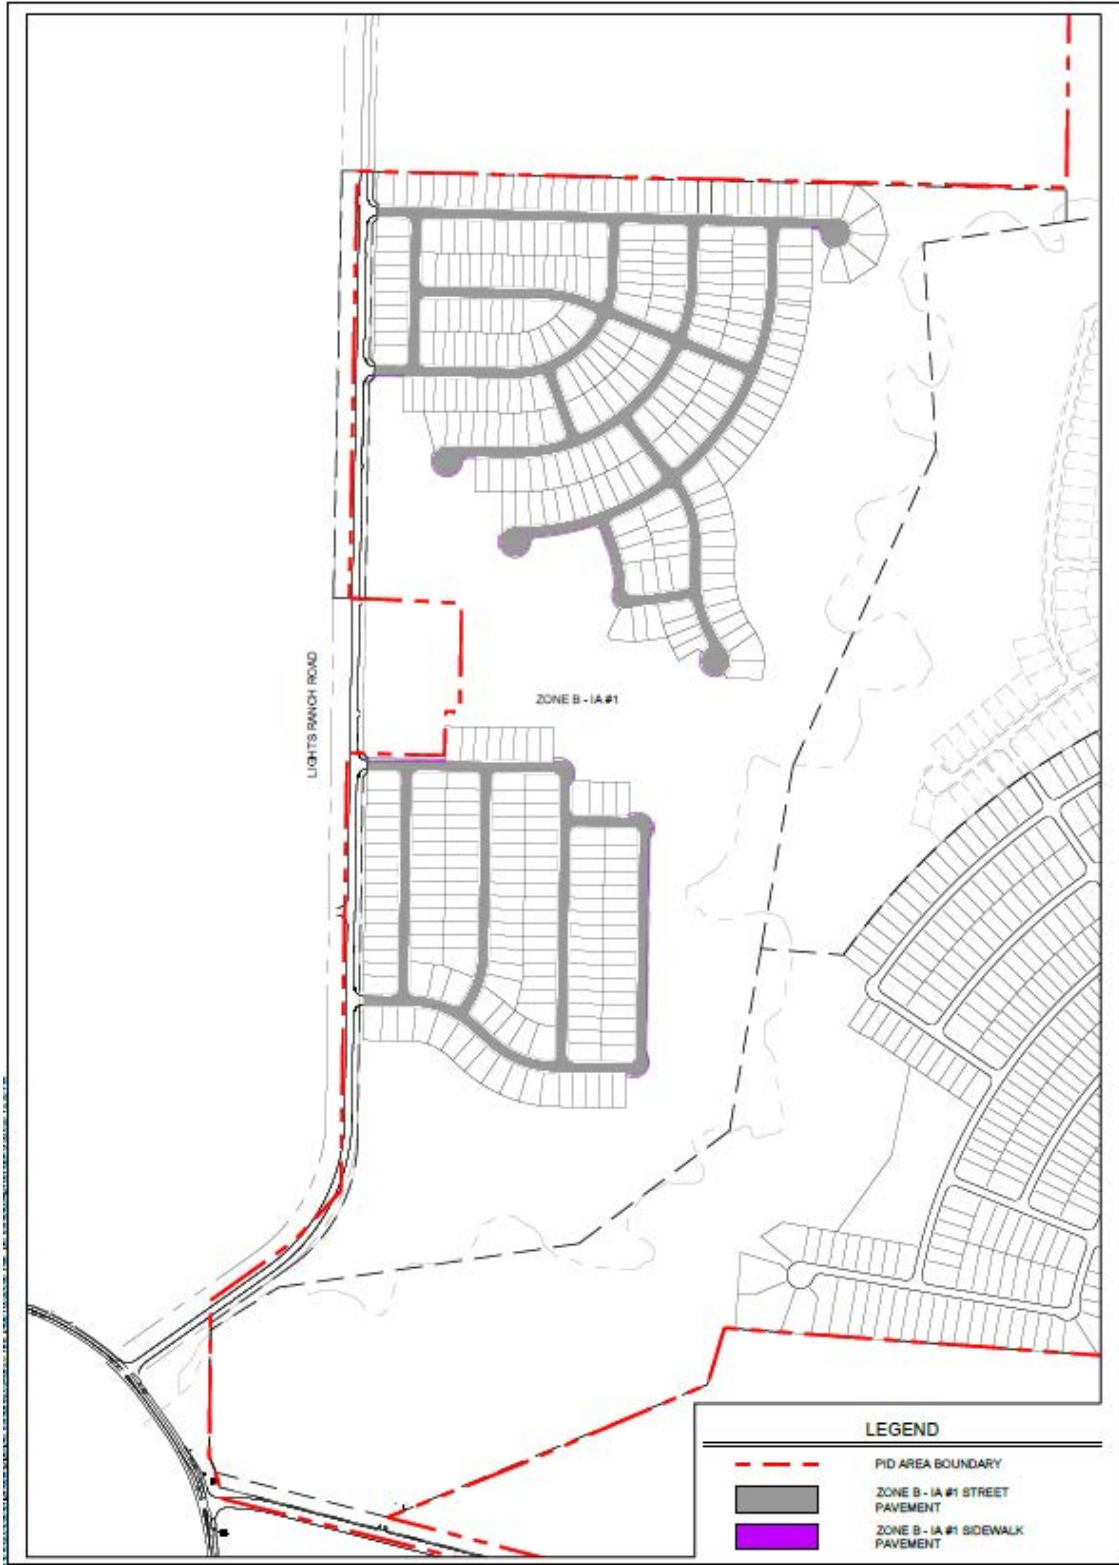 ZONE B - IA #1
LIGHTS RANCH ROAD
LEGEND
PID AREA BOUNDARY
ZONE B - IA #1 STREET
PAVEMENT
ZONE B - IA #1 SIDEWALK
PAVEMENT